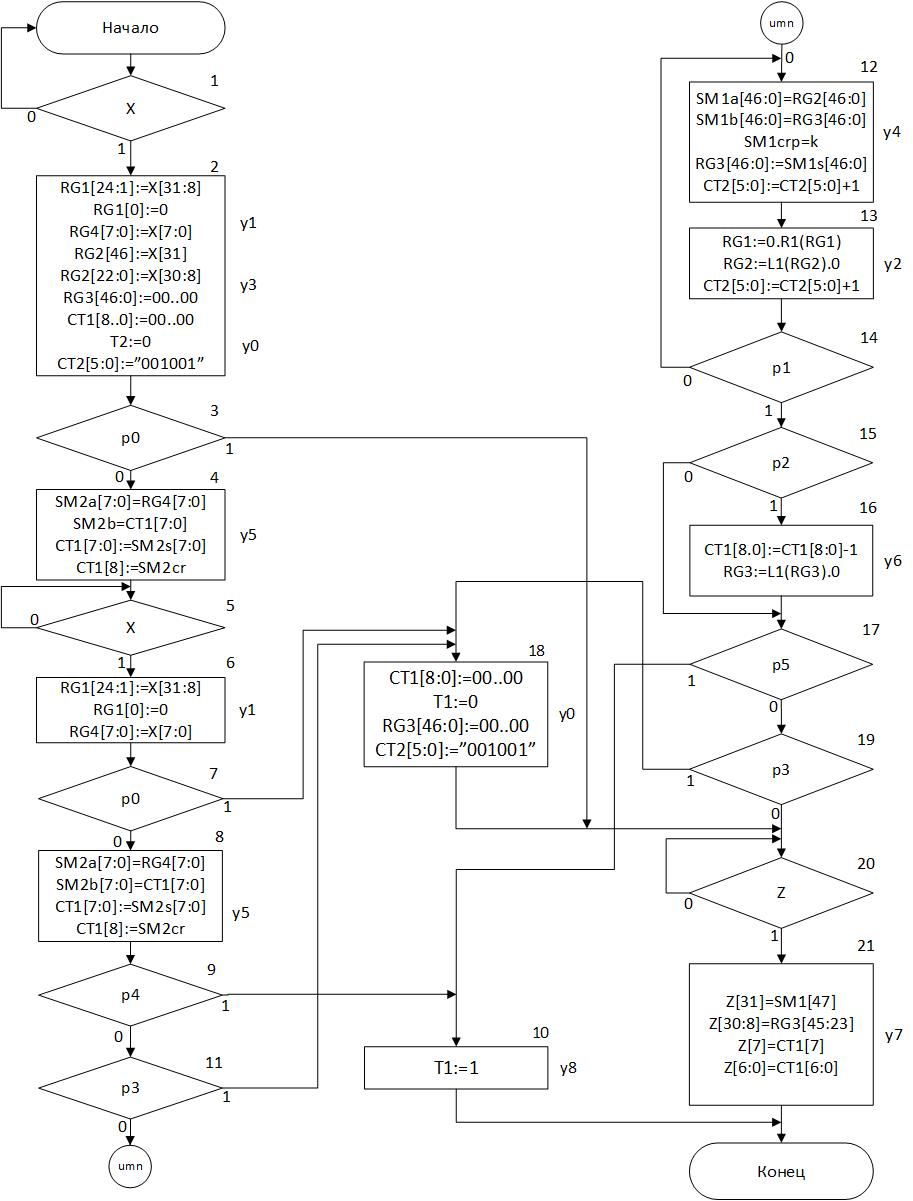 Начало
1
X
0
1
2
RG1[24:1]:=X[31:8]
RG1[0]:=0
RG4[7:0]:=X[7:0]
RG2[46]:=X[31]
RG2[22:0]:=X[30:8]
RG3[46:0]:=00..00
CT1[8..0]:=00..00
T2:=0
CT2[5:0]:="001001"
y1
y3
y0
3
p0
1
0
4
SM2a[7:0]=RG4[7:0]
SM2b=CT1[7:0]
CT1[7:0]:=SM2s[7:0]
CT1[8]:=SM2cr
y5
5
X
0
1
6
RG1[24:1]:=X[31:8]
RG1[0]:=0
RG4[7:0]:=X[7:0]
y1
7
p0
1
0
8
SM2a[7:0]=RG4[7:0]
SM2b[7:0]=CT1[7:0]
CT1[7:0]:=SM2s[7:0]
CT1[8]:=SM2cr
y5
9
p4
1
0
11
p3
1
0
umn
18
CT1[8:0]:=00..00
T1:=0
RG3[46:0]:=00..00
CT2[5:0]:="001001"
y0
10
T1:=1
y8
umn
0
12
SM1a[46:0]=RG2[46:0]
SM1b[46:0]=RG3[46:0]
SM1crp=k
RG3[46:0]:=SM1s[46:0]
CT2[5:0]:=CT2[5:0]+1
y4
13
RG1:=0.R1(RG1)
RG2:=L1(RG2).0
CT2[5:0]:=CT2[5:0]+1
y2
14
p1
0
1
15
p2
0
1
16
CT1[8.0]:=CT1[8:0]-1
RG3:=L1(RG3).0
y6
17
p5
1
0
19
p3
1
0
20
Z
0
1
21
Z[31]=SM1[47]
Z[30:8]=RG3[45:23]
Z[7]=CT1[7]
Z[6:0]=CT1[6:0]
y7
Конец